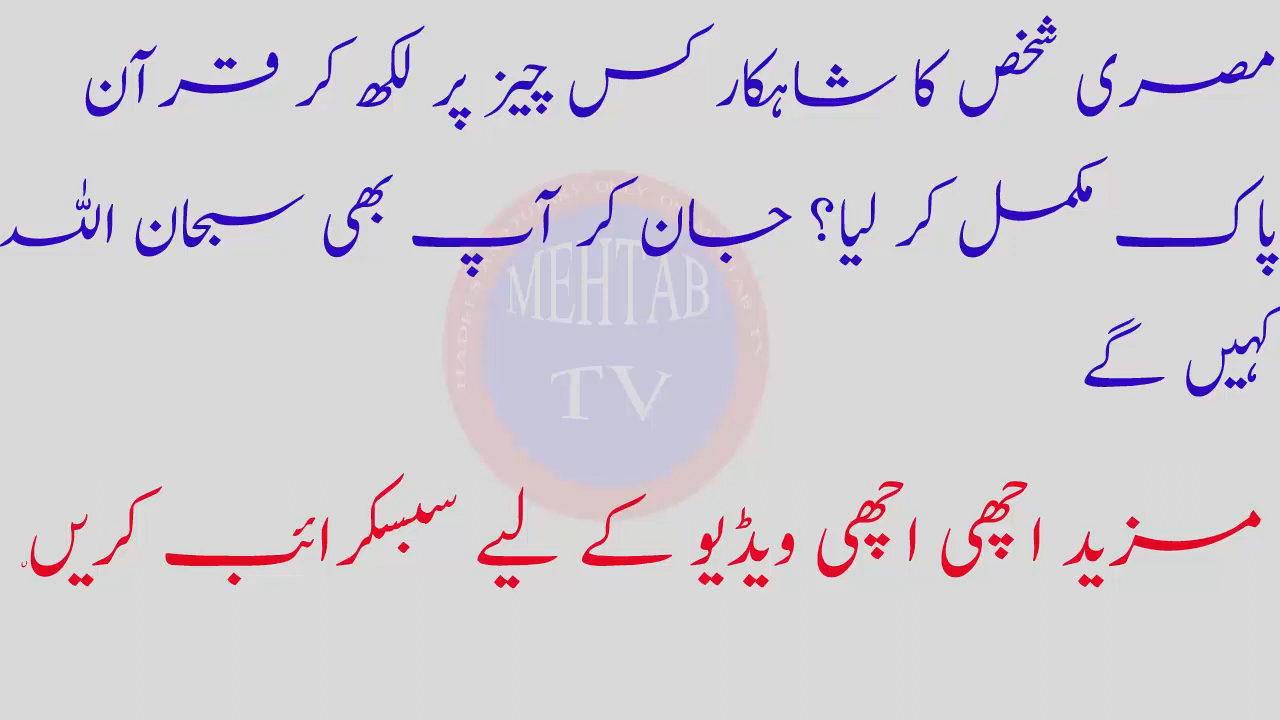 مصری شخص کا شاہکار کس چیز پر لکھ کر قرآن
پاک مکمل کر لیا؟ جان کر آپ بھی سبحان اللہ
کہیں گے
MEHTAB
TV
مزید اچھی اچھی ویڈیو کے لیے سبسکرائب کریں